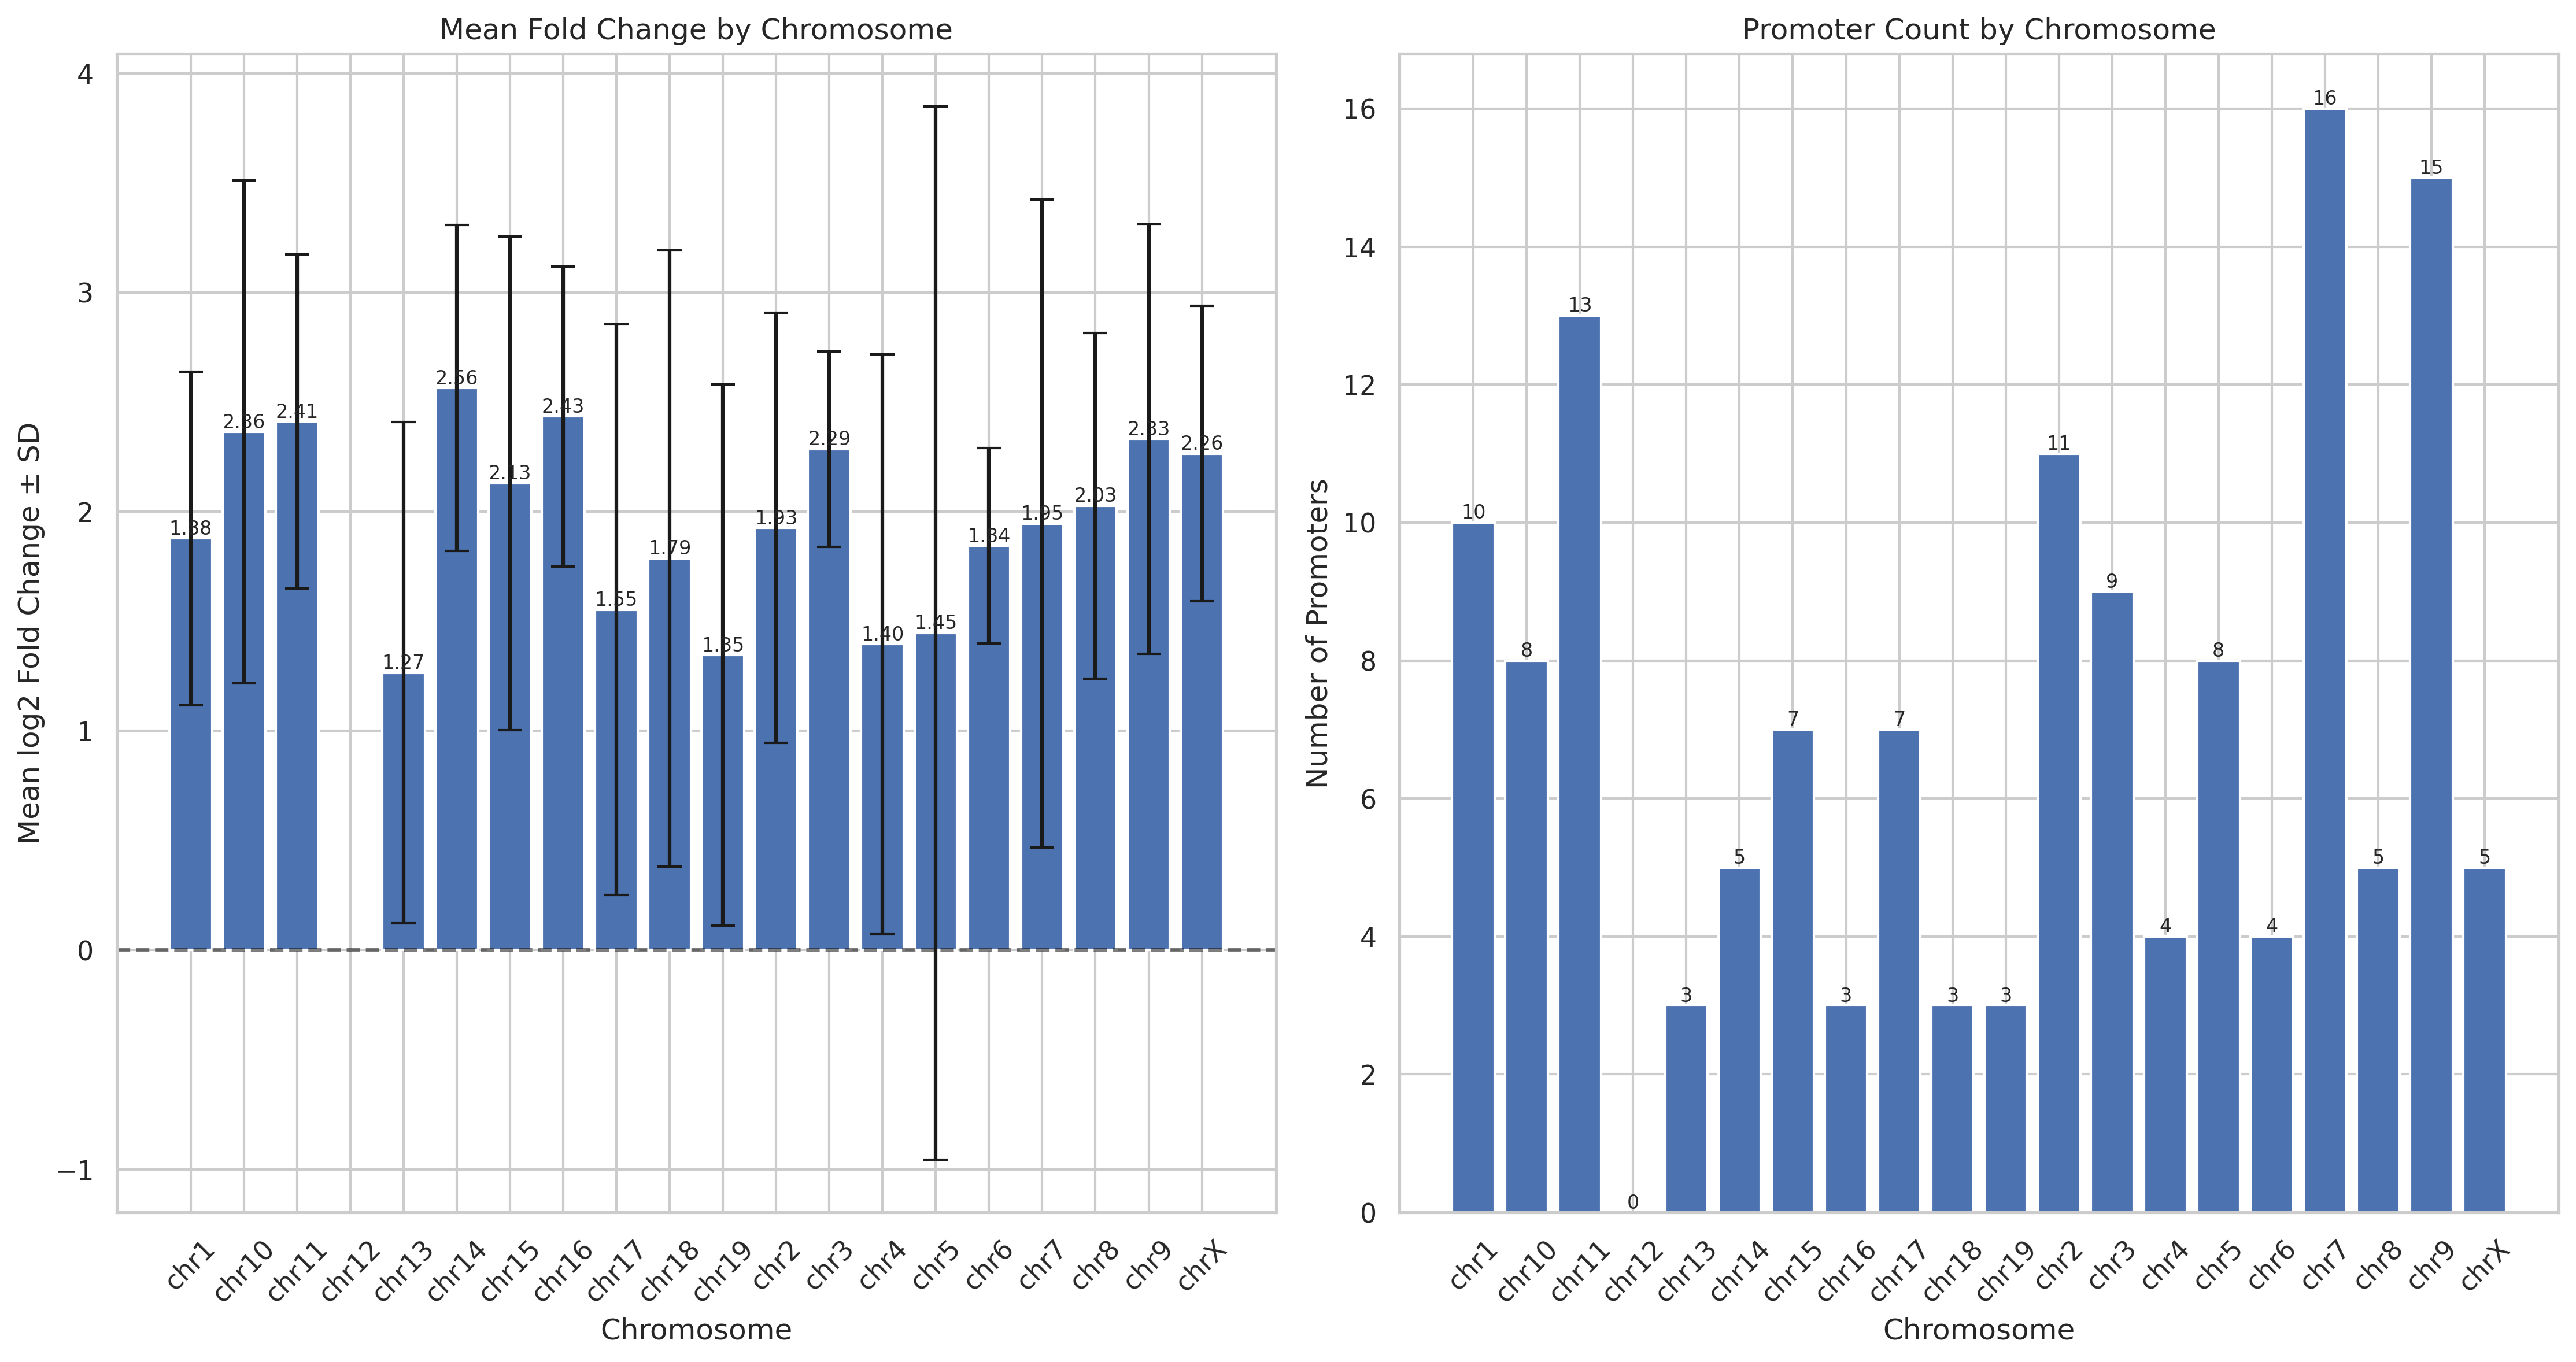 Mean Fold Change by Chromosome
Mean log2 Fold Change ± SD
4
3
2
1
0
−1
1.88
2.36
2.41
1.27
2.56
2.13
2.43
1.55
1.79
1.35
1.93
2.29
1.40
1.45
1.84
1.95
2.03
2.33
2.26
chr1
chr10
chr11
chr12
chr13
chr14
chr15
chr16
chr17
chr18
chr19
chr2
chr3
chr4
chr5
chr6
chr7
chr8
chr9
chrX
Chromosome
Promoter Count by Chromosome
Number of Promoters
16
14
12
10
8
6
4
2
0
10
8
13
0
3
5
7
3
7
3
3
11
9
4
8
4
16
5
15
5
chr1
chr10
chr11
chr12
chr13
chr14
chr15
chr16
chr17
chr18
chr19
chr2
chr3
chr4
chr5
chr6
chr7
chr8
chr9
chrX
Chromosome